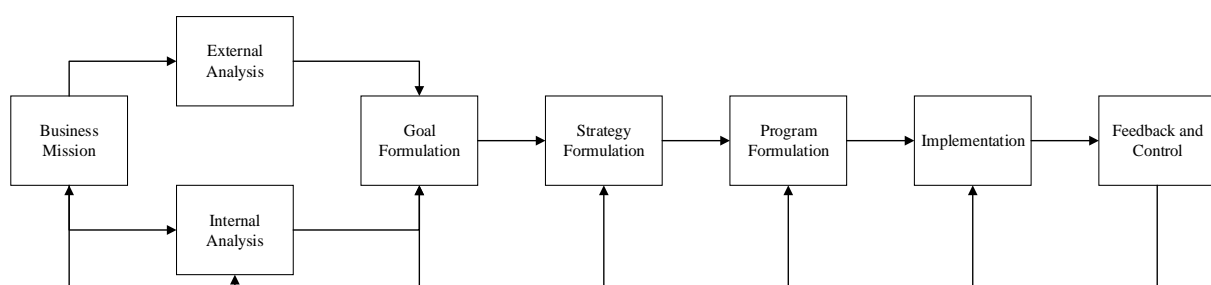 External
Analysis
Business
Mission
Goal
Formulation
Strategy
Formulation
Program
Formulation
Implementation
Feedback and
Control
Internal
Analysis